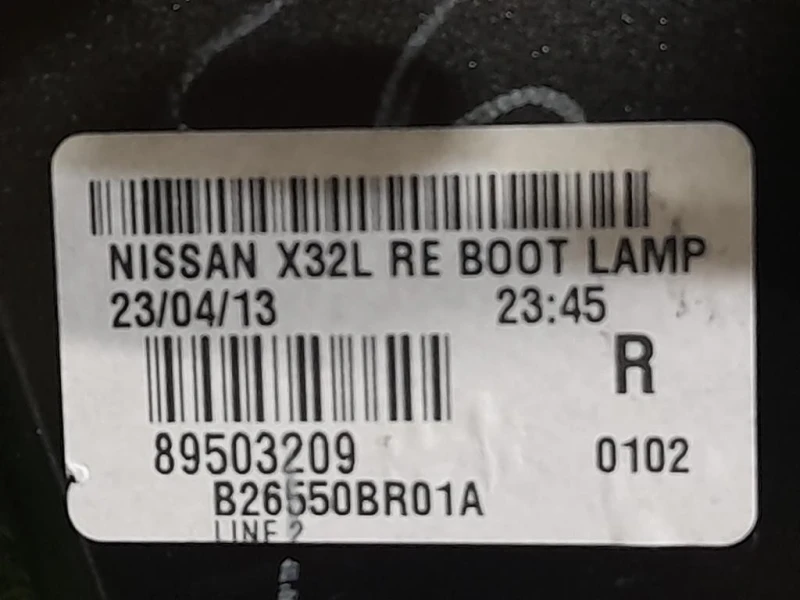 NISSAN X32L RE BOOT LAMP
23/04/13 23:45
R
89503209 0102
B26550BR01A
LINE 2